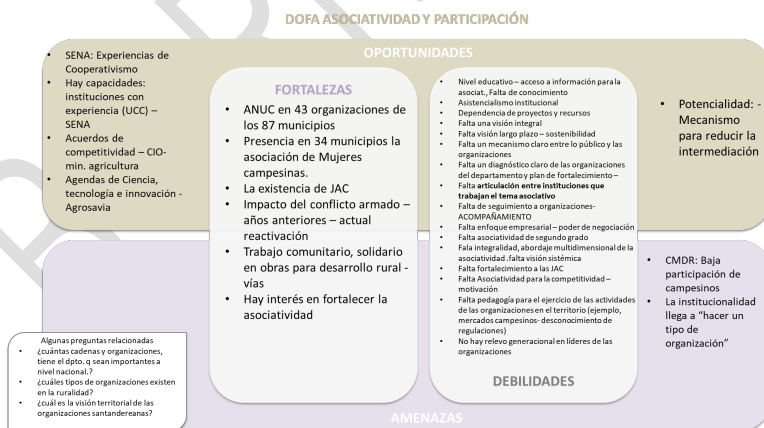 DOFA ASOCIATIVIDAD Y PARTICIPACIÓN
OPORTUNIDADES
• SENA: Experiencias de
Cooperativismo
• Hay capacidades:
instituciones con
experiencia (UCC) –
SENA
• Acuerdos de
competitividad – CIO-
min. agricultura
• Agendas de Ciencia,
tecnología e innovación -
Agrosavia
FORTALEZAS
• ANUC en 43 organizaciones de
los 87 municipios
• Presencia en 34 municipios la
asociación de Mujeres
campesinas.
• La existencia de JAC
• Impacto del conflicto armado –
años anteriores – actual
reactivación
• Trabajo comunitario, solidario
en obras para desarrollo rural -
vías
• Hay interés en fortalecer la
asociatividad
• Nivel educativo – acceso a información para la
asociat., Falta de conocimiento
• Asistencialismo institucional
• Dependencia de proyectos y recursos
• Falta una visión integral
• Falta visión largo plazo – sostenibilidad
• Falta un mecanismo claro entre lo público y las
organizaciones
• Falta un diagnóstico claro de las organizaciones
del departamento y plan de fortalecimiento –
• Falta articulación entre instituciones que
trabajan el tema asociativo
• Falta de seguimiento a organizaciones-
ACOMPAÑAMIENTO
• Falta enfoque empresarial – poder de negociación
• Falta asociatividad de segundo grado
• Fala integralidad, abordaje multidimensional de la
asociatividad .falta visión sistémica
• Falta fortalecimiento a las JAC
• Falta Asociatividad para la competitividad –
motivación
• Falta pedagogía para el ejercicio de las actividades
de las organizaciones en el territorio (ejemplo,
mercados campesinos- desconocimiento de
regulaciones)
• No hay relevo generacional en líderes de las
organizaciones
DEBILIDADES
• Potencialidad: -
Mecanismo
para reducir la
intermediación
• CMDR: Baja
participación de
campesinos
• La institucionalidad
llega a “hacer un
tipo de
organización”
Algunas preguntas relacionadas
• ¿cuántas cadenas y organizaciones,
tiene el dpto. q sean importantes a
nivel nacional.?
• ¿cuáles tipos de organizaciones existen
en la ruralidad?
• ¿cuál es la visión territorial de las
organizaciones santandereanas?
AMENAZAS